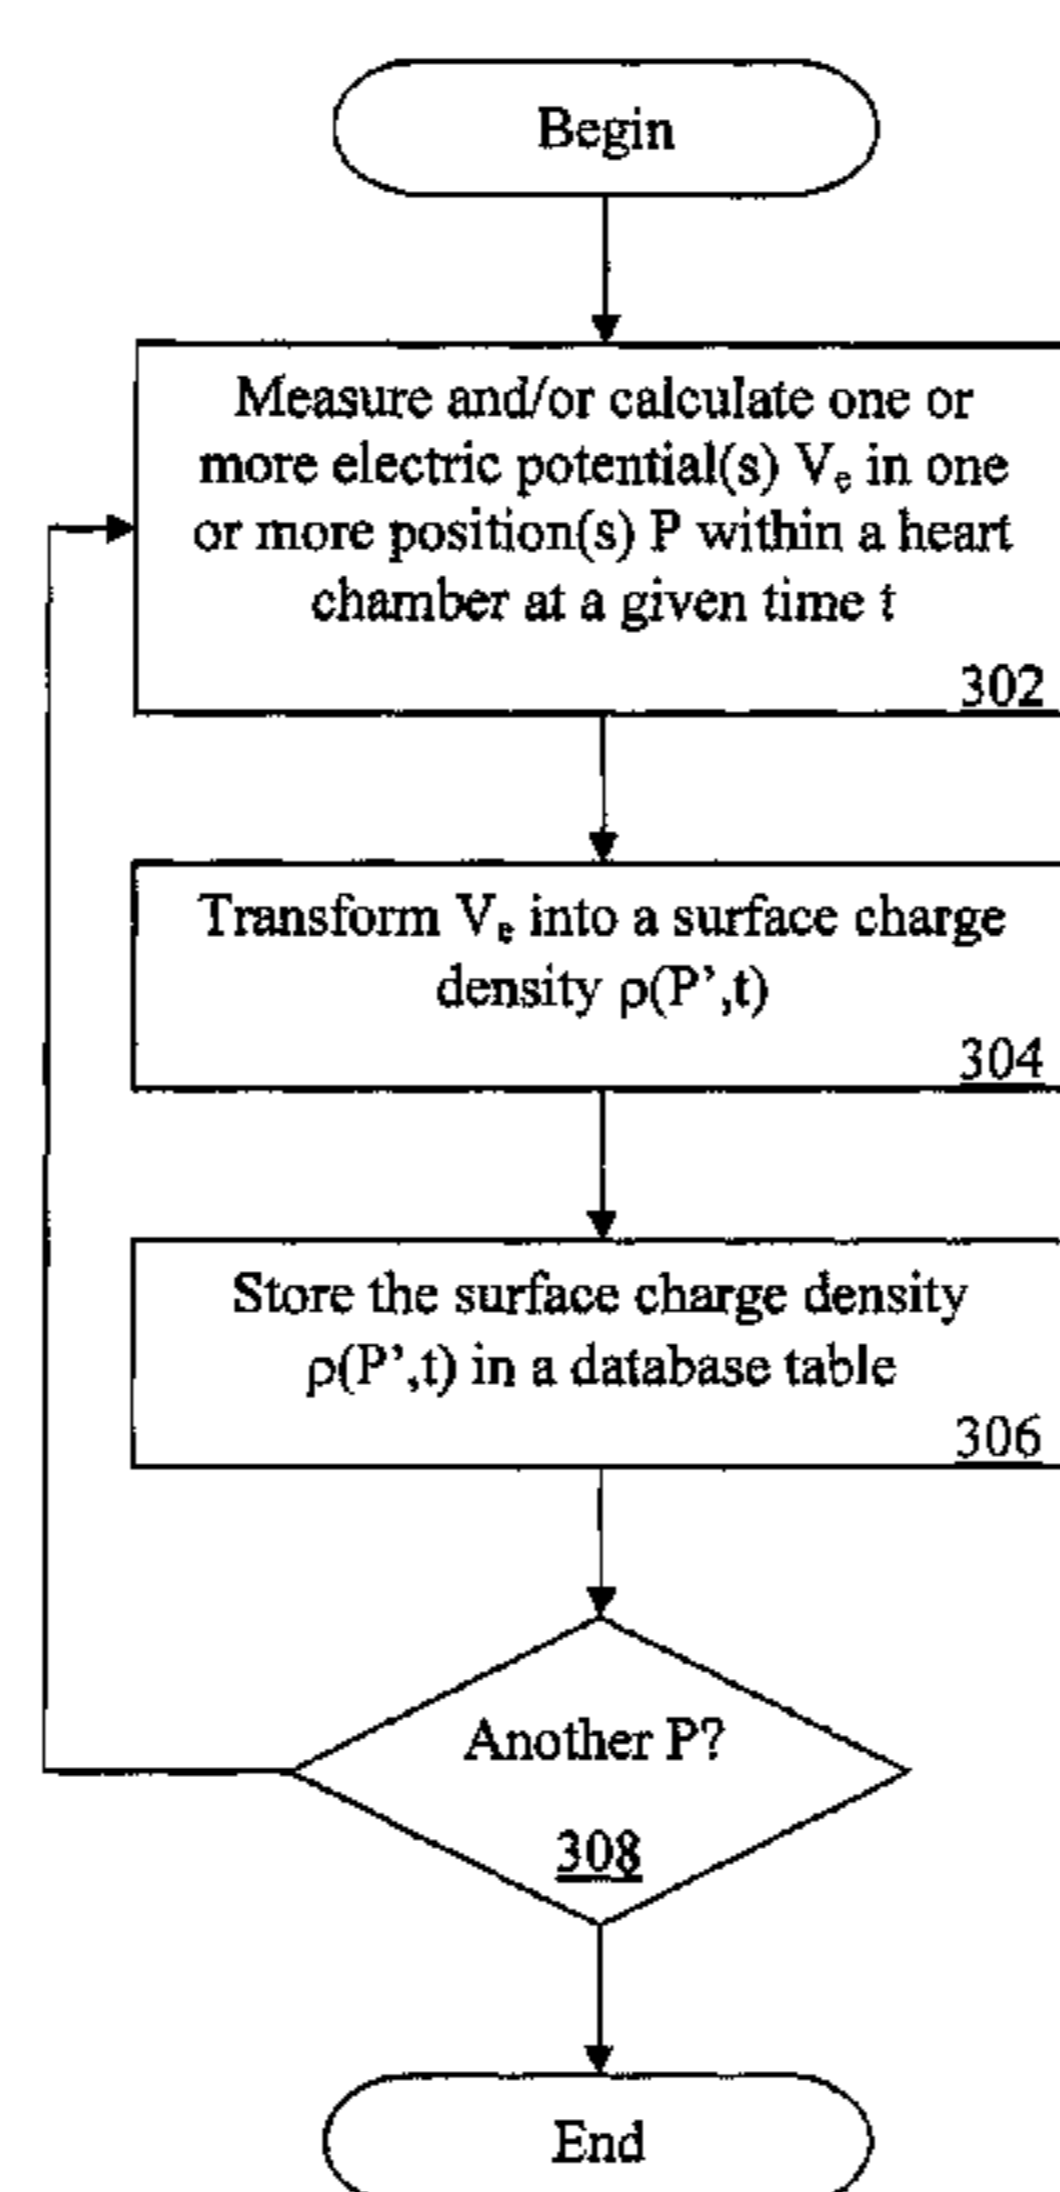 Begin
Measure and/or calculate one or
more electric potential(s) Vₑ in one
or more position(s) P within a heart
chamber at a given time t
302
Transform Vₑ into a surface charge
density ρ(P’,t)
304
Store the surface charge density
ρ(P’,t) in a database table
306
Another P?
308
End